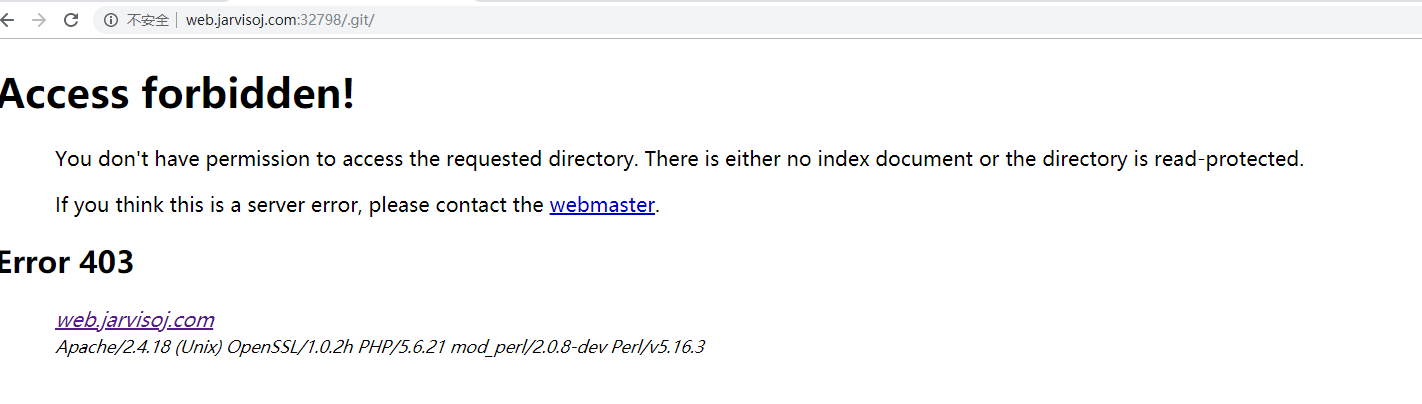 不安全 web.jarvisoj.com:32798/.git/
Access forbidden!
You don't have permission to access the requested directory. There is either no index document or the directory is read-protected.
If you think this is a server error, please contact the webmaster.
Error 403
web.jarvisoj.com
Apache/2.4.18 (Unix) OpenSSL/1.0.2h PHP/5.6.21 mod_perl/2.0.8-dev Perl/v5.16.3